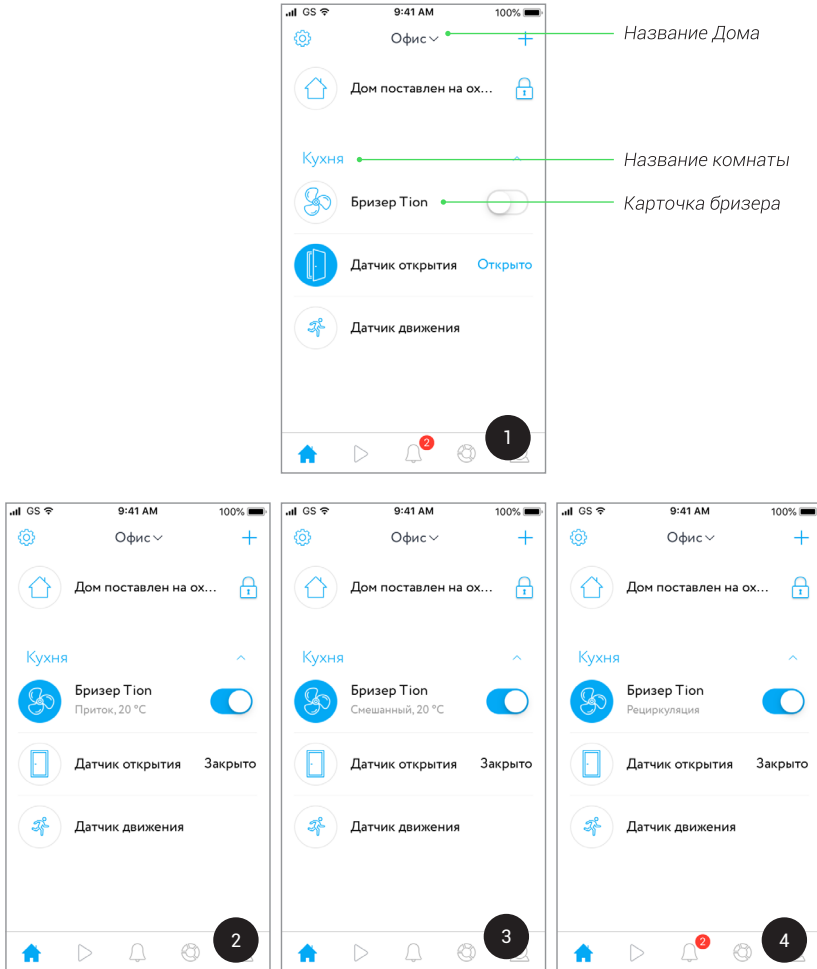 GS 9:41 AM 100%
Офис
Название Дома
Дом поставлен на ох...
Кухня
Название комнаты
Бризер Tion
Карточка бризера
Датчик открытия Открыто
Датчик движения
2
1
GS 9:41 AM 100%
Офис
Дом поставлен на ох...
Кухня
Бризер Tion
Приток, 20 °C
Датчик открытия Закрыто
Датчик движения
2
GS 9:41 AM 100%
Офис
Дом поставлен на ох...
Кухня
Бризер Tion
Смешанный, 20 °C
Датчик открытия Закрыто
Датчик движения
3
GS 9:41 AM 100%
Офис
Дом поставлен на ох...
Кухня
Бризер Tion
Рециркуляция
Датчик открытия Закрыто
Датчик движения
2
4